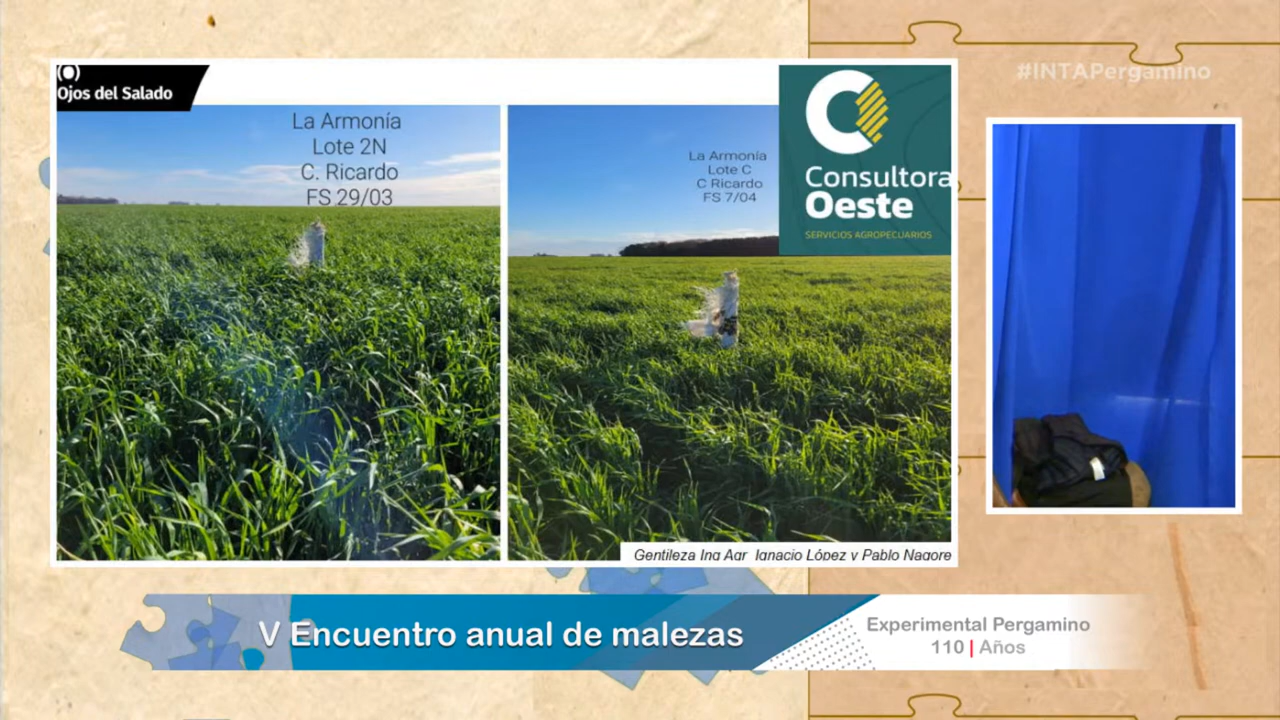 Ojos del Salado
La Armonía
Lote 2N
C. Ricardo
FS 29/03
La Armonía
Lote C
C Ricardo
FS 7/04
Consultora
Oeste
SERVICIOS AGROPECUARIOS
Gentileza Ing Agr Ignacio López y Pablo Nagore
#INTAPergamino
V Encuentro anual de malezas
Experimental Pergamino
110 | Años